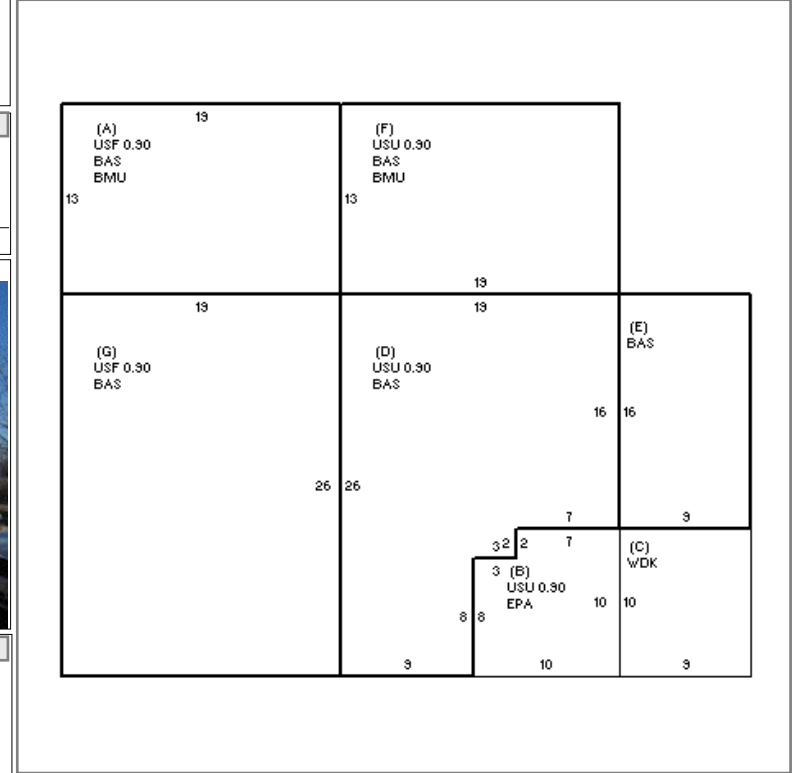 19
(A)
USF 0.90
BAS
BMU
13
(F)
USU 0.90
BAS
BMU
13
19
19
(G)
USF 0.90
BAS
26
19
(D)
USU 0.90
BAS
16
26
(E)
BAS
16
7
9
3 2
2
7
3
(B)
USU 0.90
EPA
10
8
8
9
10
(C)
WDK
10
9